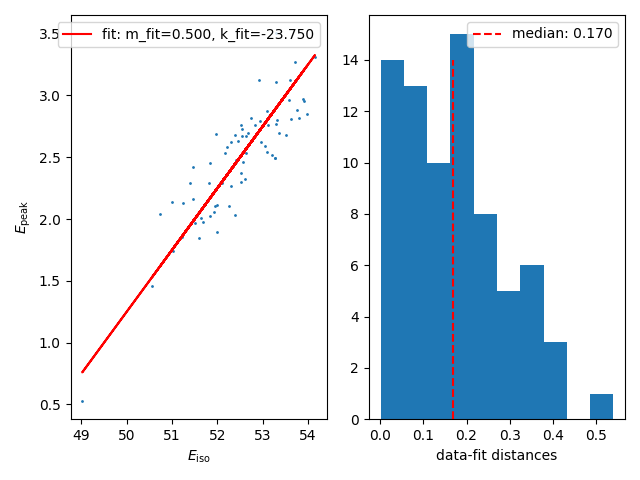 fit: m_fit=0.500, k_fit=-23.750
3.5
3.0
2.5
2.0
1.5
1.0
0.5
E_peak
49 50 51 52 53 54
E_iso
median: 0.170
14
12
10
8
6
4
2
0
0.0 0.1 0.2 0.3 0.4 0.5
data-fit distances